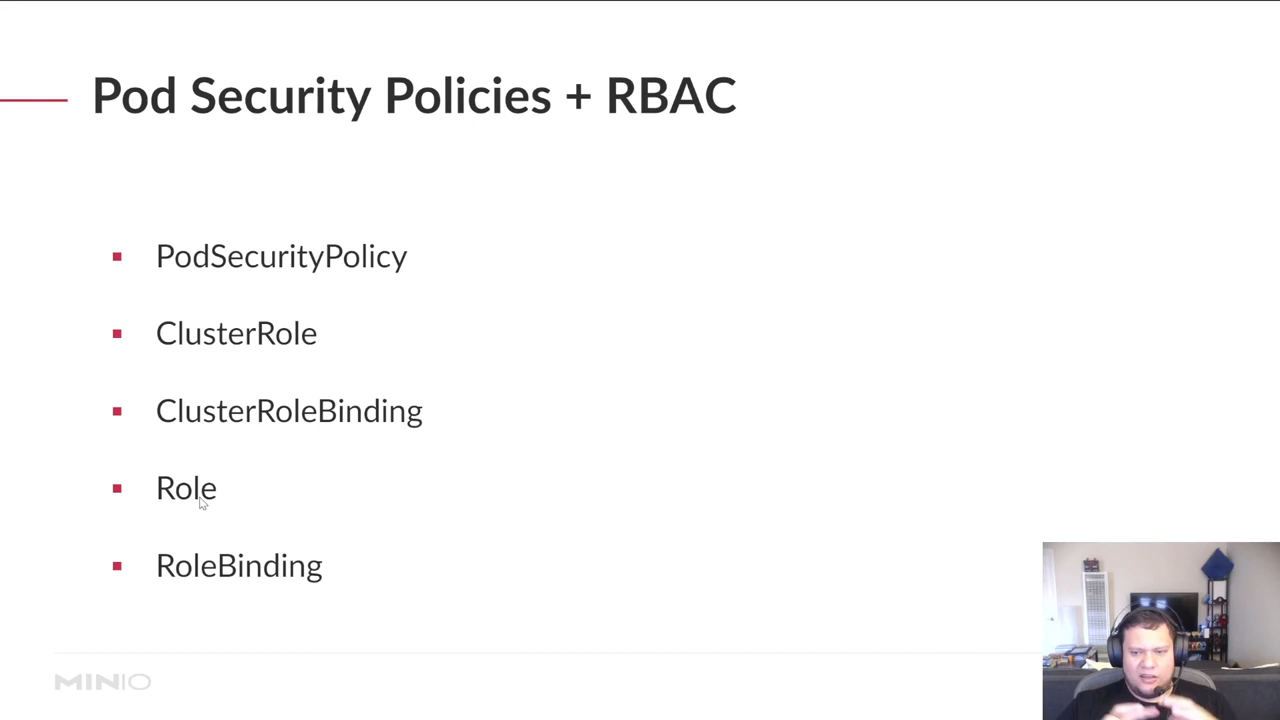 Pod Security Policies + RBAC
PodSecurityPolicy
ClusterRole
ClusterRoleBinding
Role
RoleBinding
MINIO